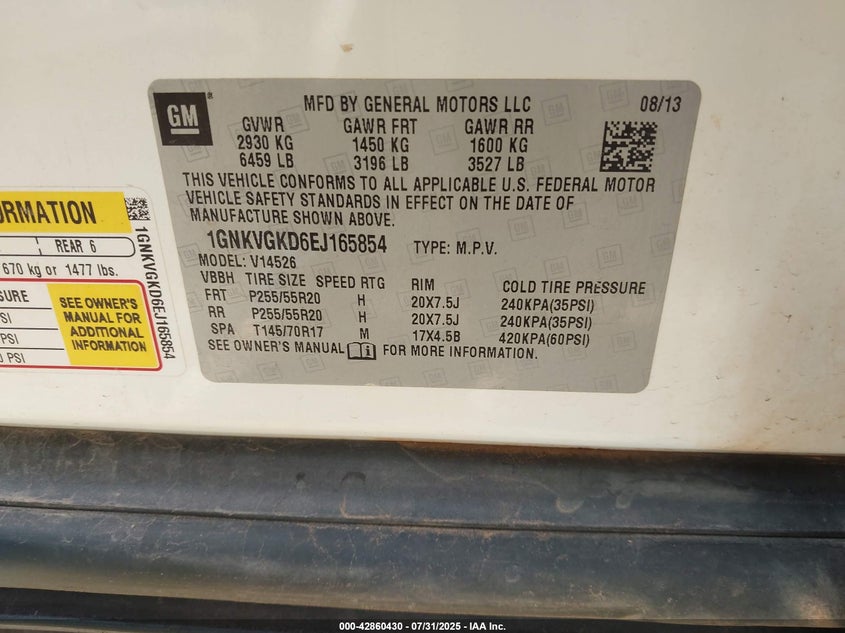 GM
MFD BY GENERAL MOTORS LLC 08/13
GVWR GAWR FRT GAWR RR
2930 KG 1450 KG 1600 KG
6459 LB 3196 LB 3527 LB
THIS VEHICLE CONFORMS TO ALL APPLICABLE U.S. FEDERAL MOTOR
VEHICLE SAFETY STANDARDS IN EFFECT ON THE DATE OF
MANUFACTURE SHOWN ABOVE.
1GNKVGKD6EJ165854 TYPE: M.P.V.
MODEL: V14526
VBBH TIRE SIZE SPEED RTG RIM COLD TIRE PRESSURE
FRT P255/55R20 H 20X7.5J 240KPA(35PSI)
RR P255/55R20 H 20X7.5J 240KPA(35PSI)
SPA T145/70R17 M 17X4.5B 420KPA(60PSI)
SEE OWNER'S MANUAL FOR MORE INFORMATION.
ORMATION
REAR 6
670 kg or 1477 lbs.
SURE
PSI
PSI
PSI
SEE OWNER'S
MANUAL FOR
ADDITIONAL
INFORMATION
1GNKVGKD6EJ165854
000-42860430 - 07/31/2025 - IAA Inc.